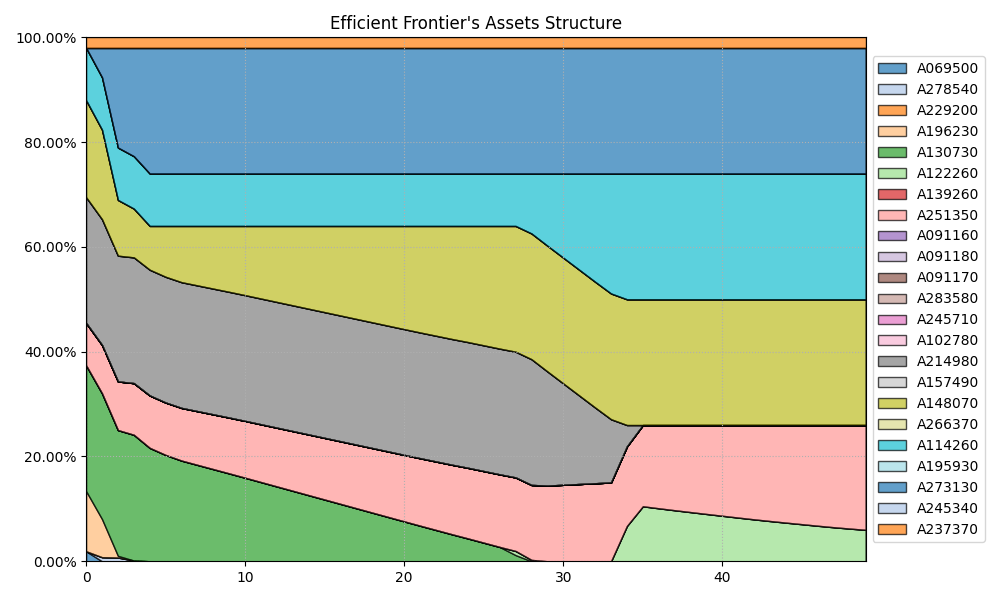 Efficient Frontier's Assets Structure
100.00%
80.00%
60.00%
40.00%
20.00%
0.00%
0
10
20
30
40
A069500
A278540
A229200
A196230
A130730
A122260
A139260
A251350
A091160
A091180
A091170
A283580
A245710
A102780
A214980
A157490
A148070
A266370
A114260
A195930
A273130
A245340
A237370